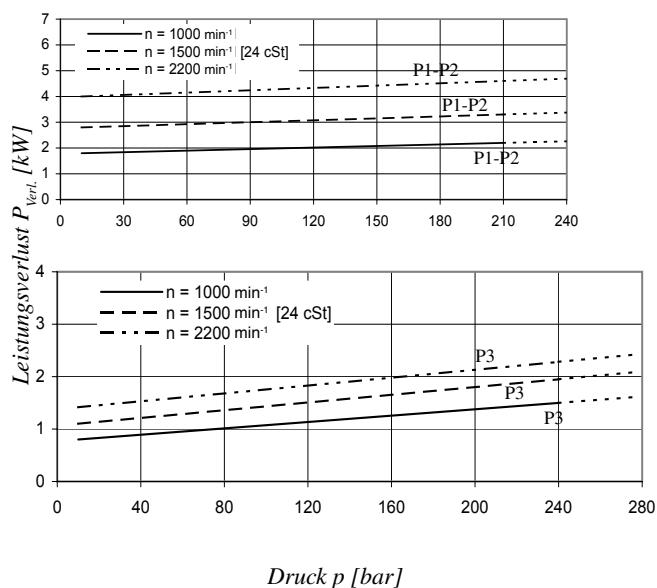 7
6
5
4
3
2
1
0
n = 1000 min-1
n = 1500 min-1 [24 cSt]
n = 2200 min-1
P1-P2
P1-P2
P1-P2
0 30 60 90 120 150 180 210 240
Leistungsverlust PVerl. [kW]
4
3
2
1
0
n = 1000 min-1
n = 1500 min-1 [24 cSt]
n = 2200 min-1
P3
P3
P3
0 40 80 120 160 200 240 280
Druck p [bar]